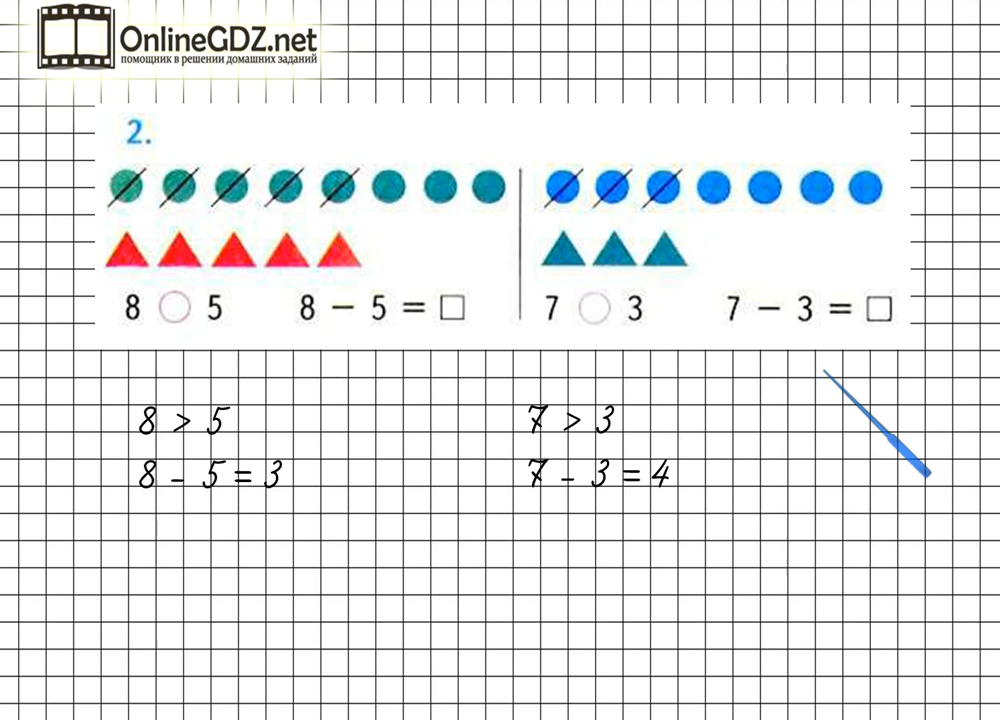 OnlineGDZ.net
помощник в решении домашних заданий
2.
8 ○ 5 8 − 5 = □
7 ○ 3 7 − 3 = □
8 > 5
8 - 5 = 3
7 > 3
7 - 3 = 4